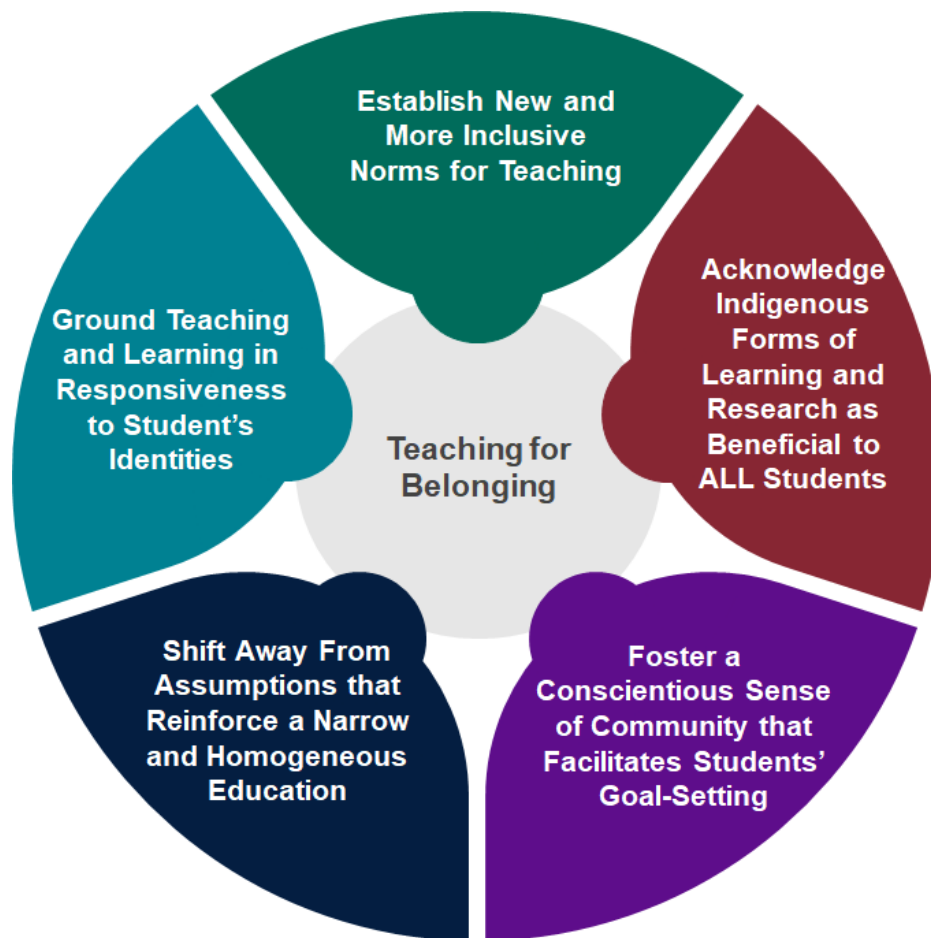 Establish New and
More Inclusive
Norms for Teaching
Acknowledge
Indigenous
Forms of
Learning and
Research as
Beneficial to
ALL Students
Foster a
Conscientious Sense
of Community that
Facilitates Students’
Goal-Setting
Shift Away From
Assumptions that
Reinforce a Narrow
and Homogeneous
Education
Ground Teaching
and Learning in
Responsiveness
to Student’s
Identities
Teaching for
Belonging